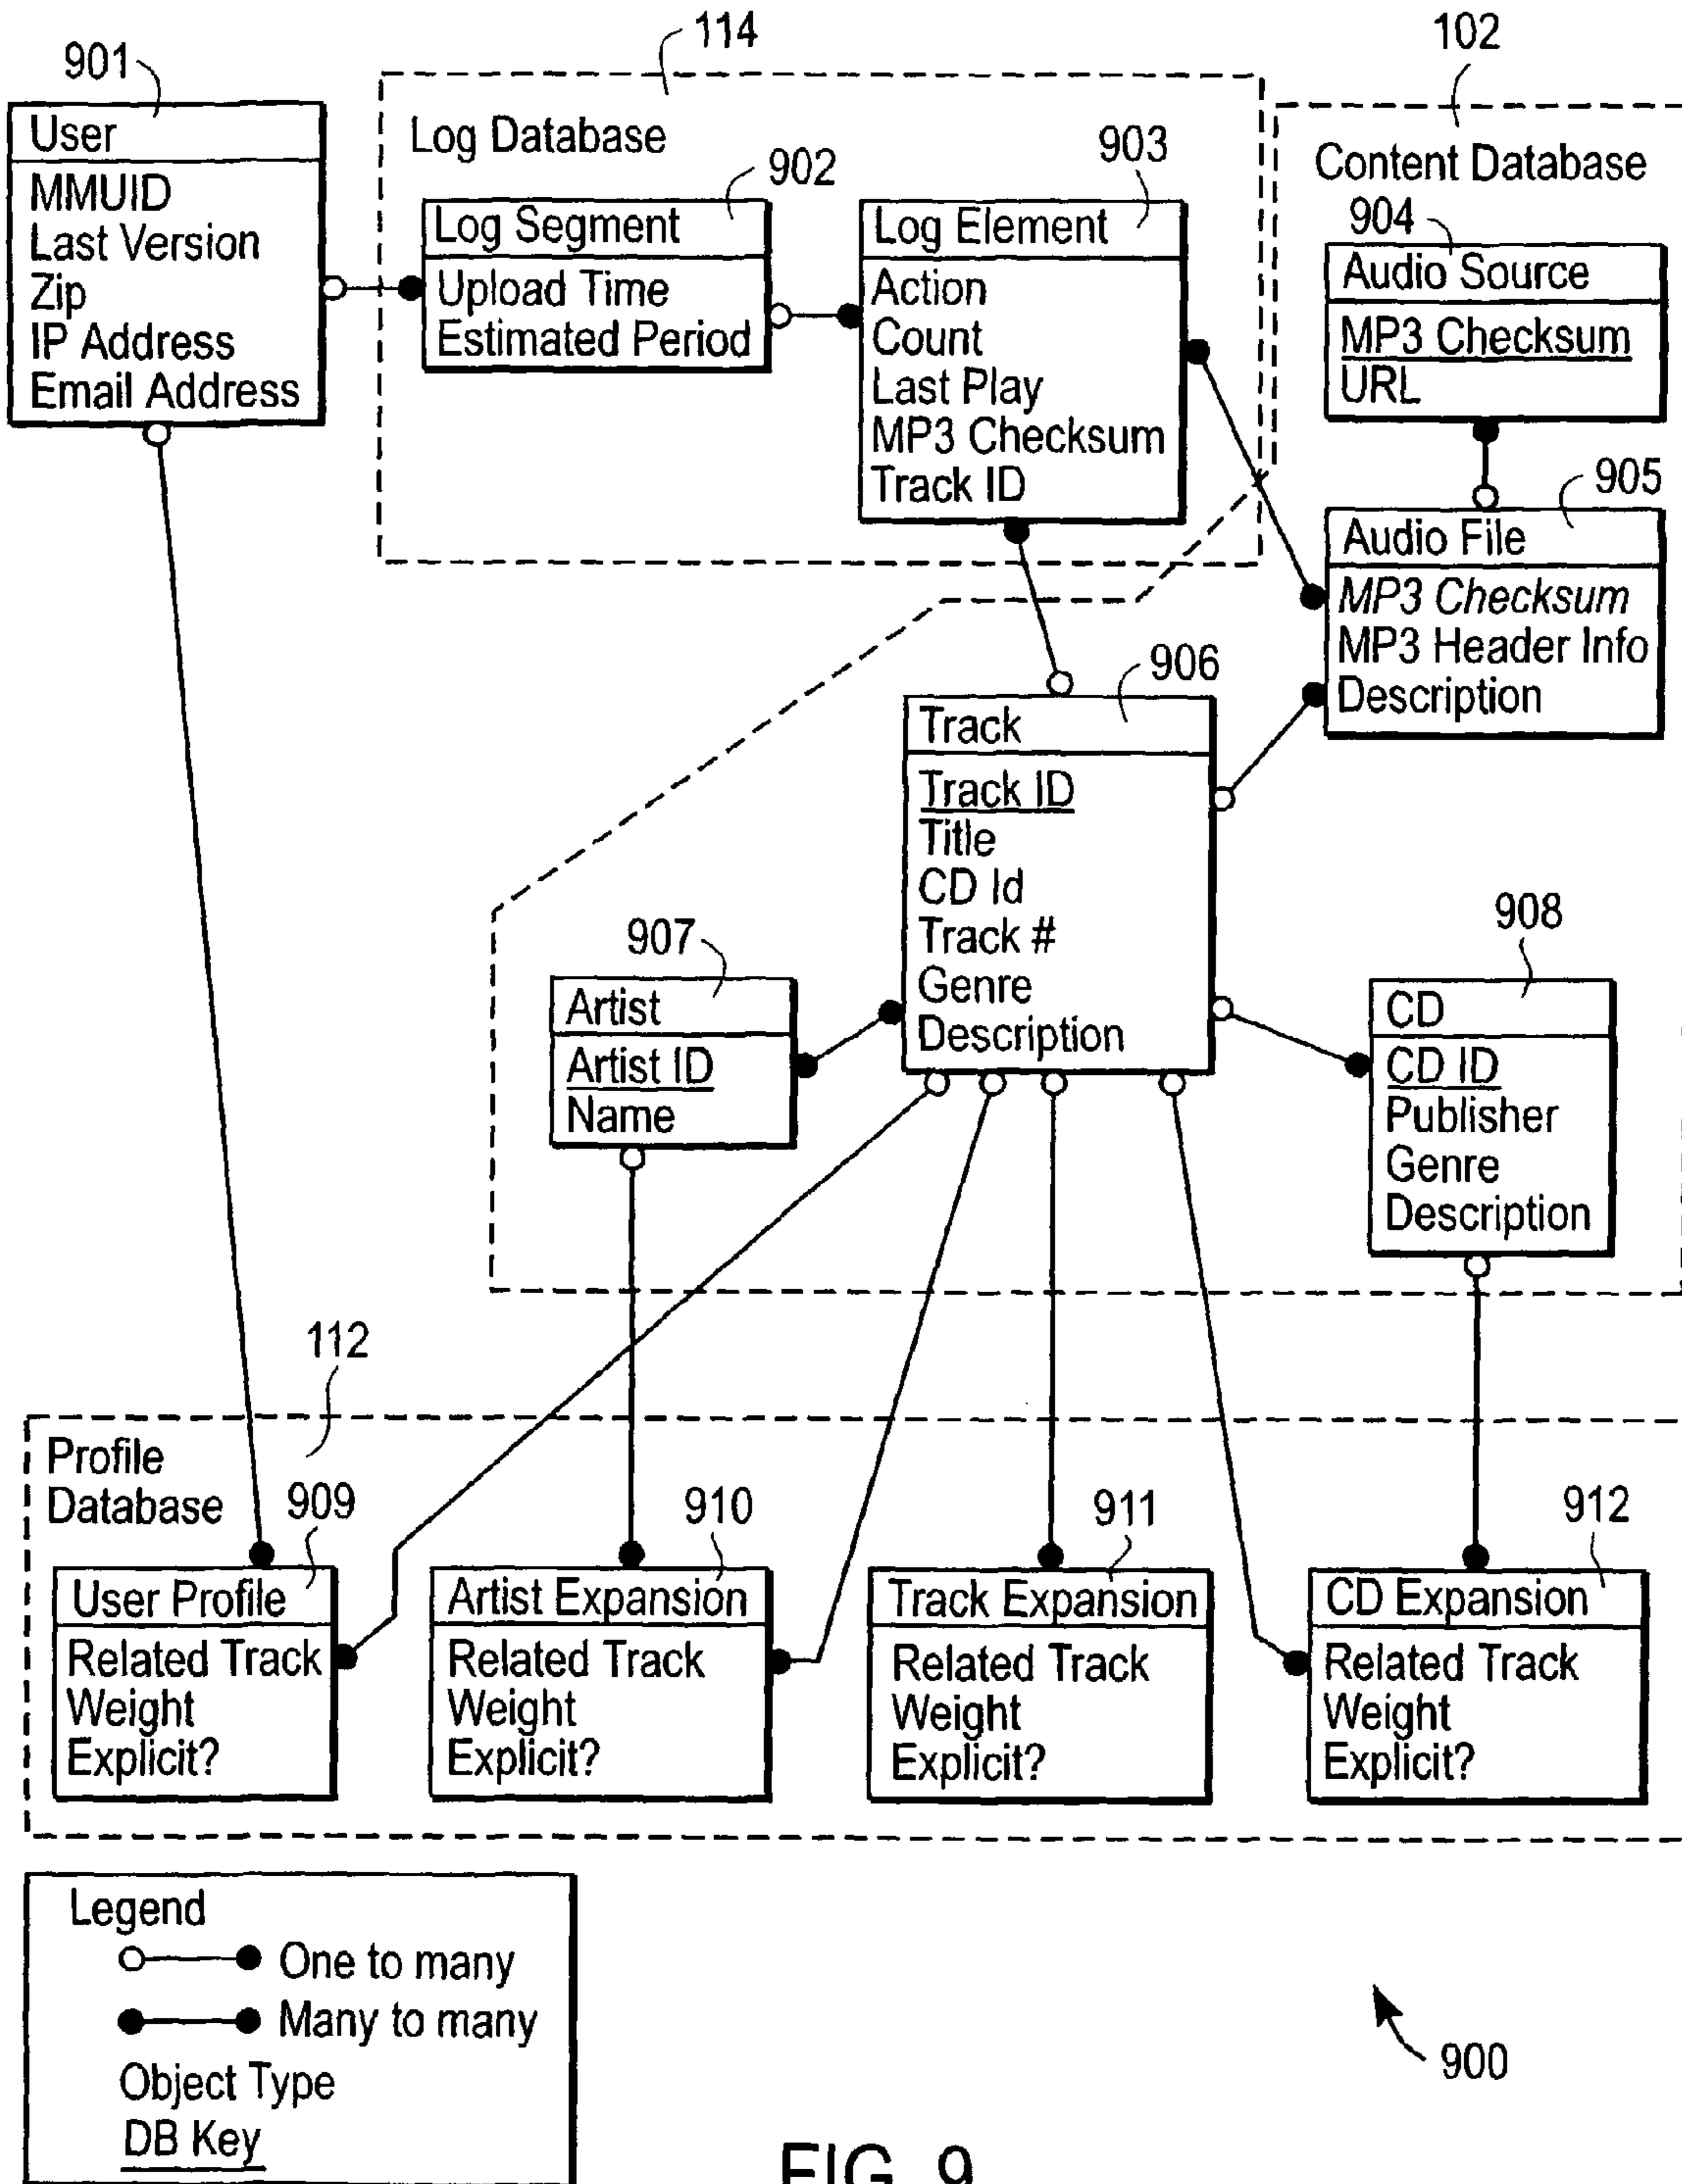 114
102
901
User
MMUID
Last Version
Zip
IP Address
Email Address
Log Database
902
Log Segment
Upload Time
Estimated Period
903
Log Element
Action
Count
Last Play
MP3 Checksum
Track ID
Content Database
904
Audio Source
MP3 Checksum
URL
905
Audio File
MP3 Checksum
MP3 Header Info
Description
906
Track
Track ID
Title
CD Id
Track #
Genre
Description
907
Artist
Artist ID
Name
908
CD
CD ID
Publisher
Genre
Description
112
Profile
Database
909
User Profile
Related Track
Weight
Explicit?
910
Artist Expansion
Related Track
Weight
Explicit?
911
Track Expansion
Related Track
Weight
Explicit?
912
CD Expansion
Related Track
Weight
Explicit?
Legend
One to many
Many to many
Object Type
DB Key
900
FIG. 9